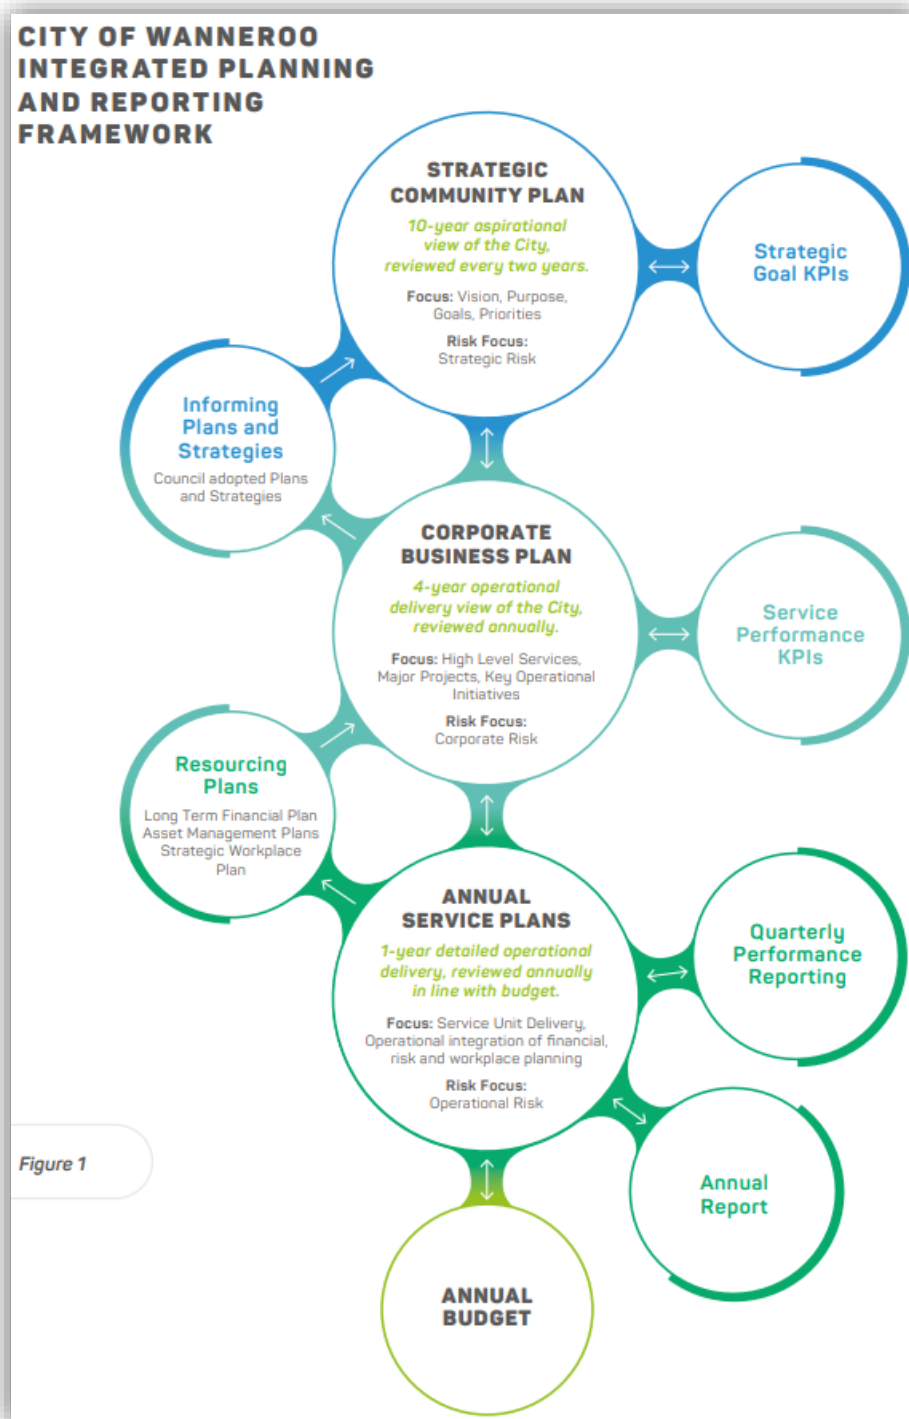 CITY OF WANNEROO
INTEGRATED PLANNING
AND REPORTING
FRAMEWORK
STRATEGIC
COMMUNITY PLAN
10-year aspirational
view of the City,
reviewed every two years.
Focus: Vision, Purpose,
Goals, Priorities
Risk Focus:
Strategic Risk
Strategic
Goal KPIs
Informing
Plans and
Strategies
Council adopted Plans
and Strategies
CORPORATE
BUSINESS PLAN
4-year operational
delivery view of the City,
reviewed annually.
Focus: High Level Services,
Major Projects, Key Operational
Initiatives
Risk Focus:
Corporate Risk
Service
Performance
KPIs
Resourcing
Plans
Long Term Financial Plan
Asset Management Plans
Strategic Workplace
Plan
ANNUAL
SERVICE PLANS
1-year detailed operational
delivery, reviewed annually
in line with budget.
Focus: Service Unit Delivery,
Operational integration of financial,
risk and workplace planning
Risk Focus:
Operational Risk
Quarterly
Performance
Reporting
Annual
Report
Figure 1
ANNUAL
BUDGET